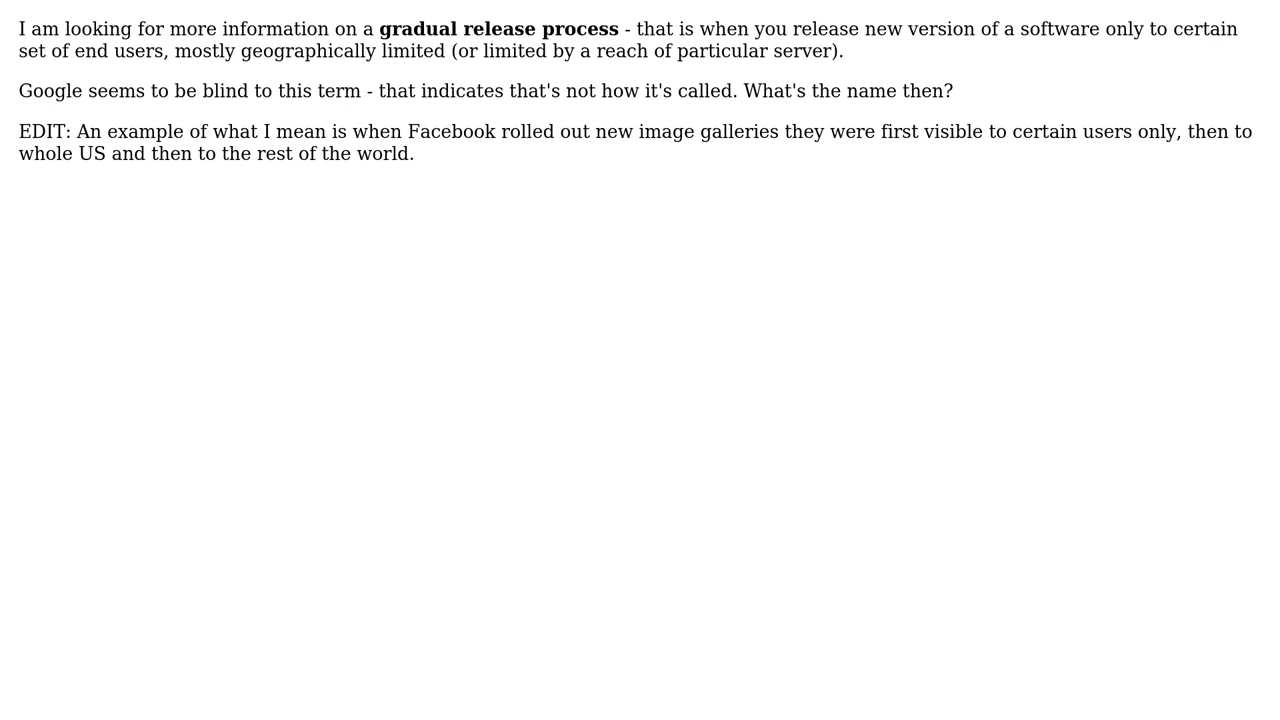 I am looking for more information on a gradual release process - that is when you release new version of a software only to certain
set of end users, mostly geographically limited (or limited by a reach of particular server).
Google seems to be blind to this term - that indicates that's not how it's called. What's the name then?
EDIT: An example of what I mean is when Facebook rolled out new image galleries they were first visible to certain users only, then to
whole US and then to the rest of the world.